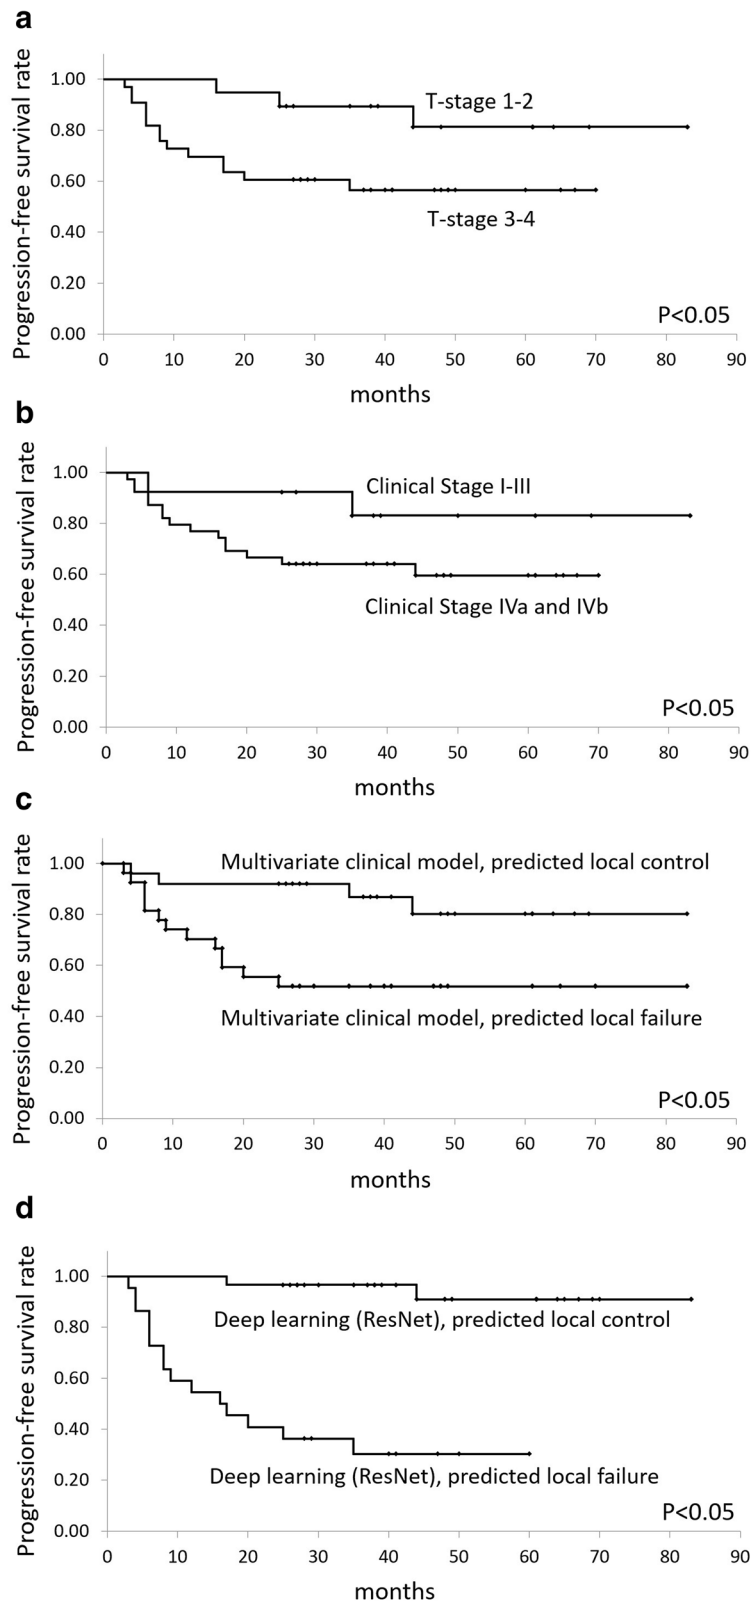 a
Progression-free survival rate
1.00
0.80
0.60
0.40
0.20
0.00
T-stage 1-2
T-stage 3-4
P<0.05
0 10 20 30 40 50 60 70 80 90
months
b
Progression-free survival rate
1.00
0.80
0.60
0.40
0.20
0.00
Clinical Stage I-III
Clinical Stage IVa and IVb
P<0.05
0 10 20 30 40 50 60 70 80 90
months
c
Progression-free survival rate
1.00
0.80
0.60
0.40
0.20
0.00
Multivariate clinical model, predicted local control
Multivariate clinical model, predicted local failure
P<0.05
0 10 20 30 40 50 60 70 80 90
months
d
Progression-free survival rate
1.00
0.80
0.60
0.40
0.20
0.00
Deep learning (ResNet), predicted local control
Deep learning (ResNet), predicted local failure
P<0.05
0 10 20 30 40 50 60 70 80 90
months